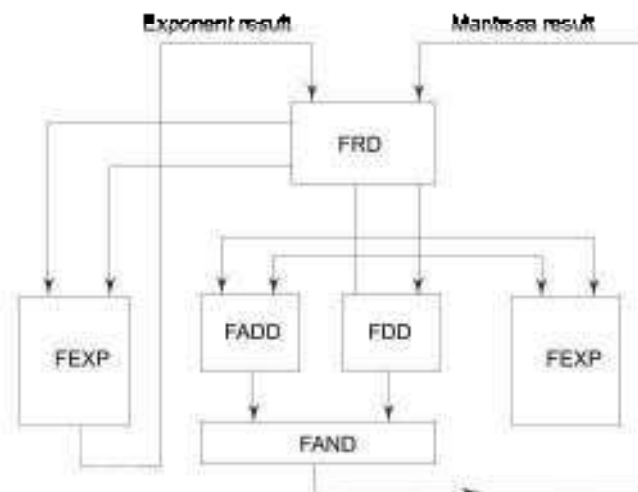 Exponent result Mantissa result
FRD
FADD FDD
FEXP FEXP
FAND